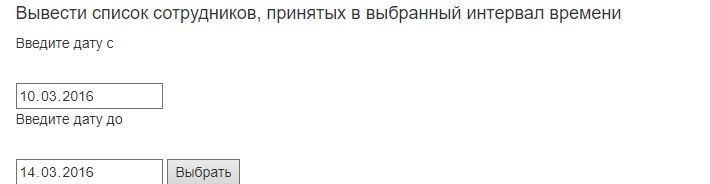 Вывести список сотрудников, принятых в выбранный интервал времени
Введите дату с
10.03.2016
Введите дату до
14.03.2016 Выбрать